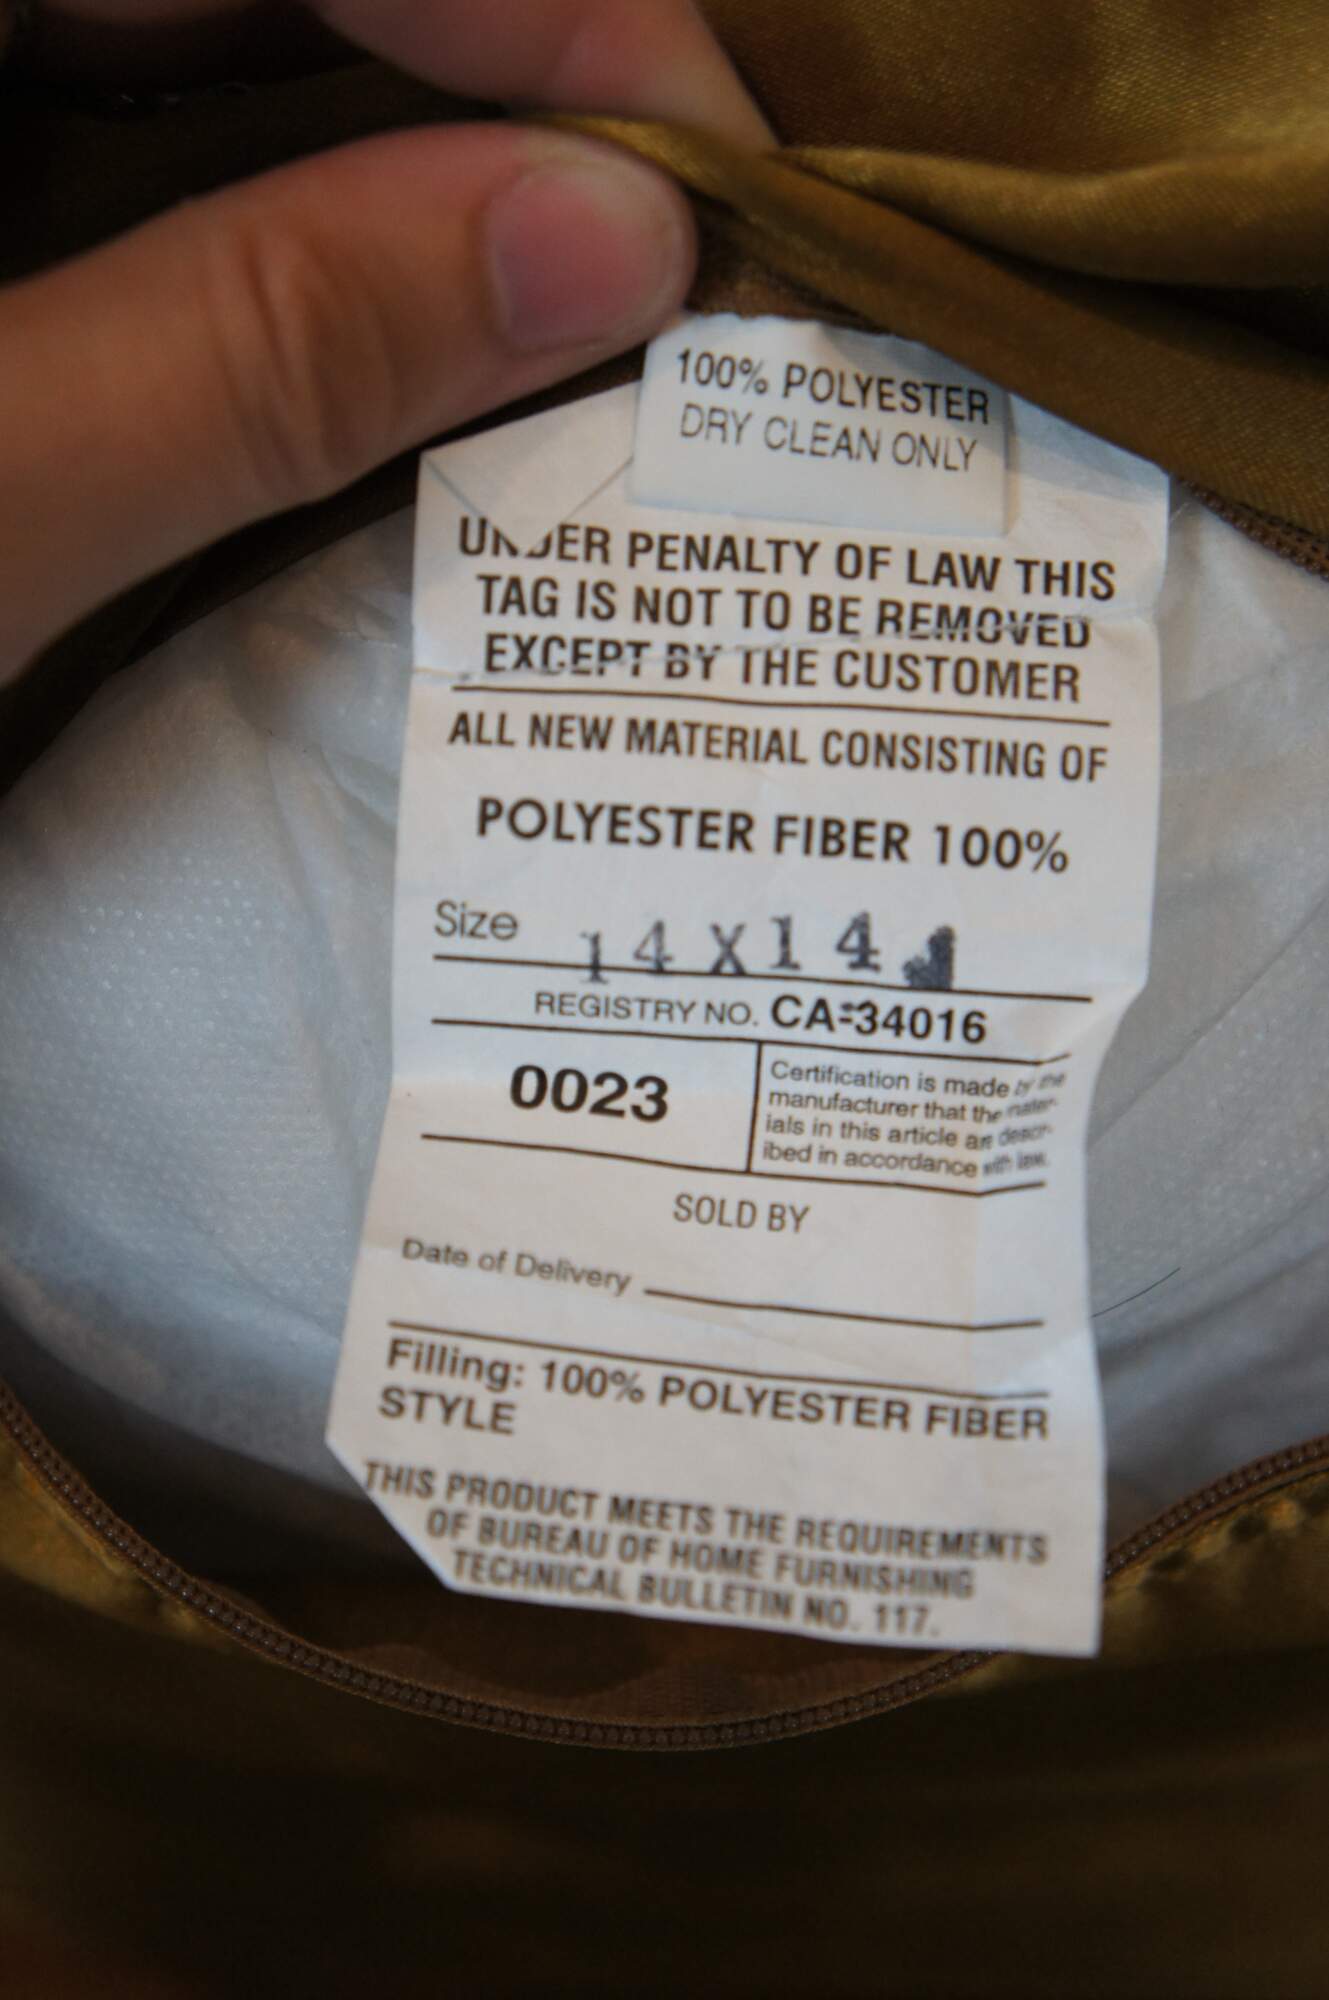 100% POLYESTER
DRY CLEAN ONLY
UNDER PENALTY OF LAW THIS
TAG IS NOT TO BE REMOVED
EXCEPT BY THE CUSTOMER
ALL NEW MATERIAL CONSISTING OF
POLYESTER FIBER 100%
Size 14X14
REGISTRY NO. CA-34016
0023
Certification is made by the
manufacturer that the mater-
ials in this article are descr-
ibed in accordance with law.
SOLD BY
Date of Delivery
Filling: 100% POLYESTER FIBER
STYLE
THIS PRODUCT MEETS THE REQUIREMENTS
OF BUREAU OF HOME FURNISHING
TECHNICAL BULLETIN NO. 117.